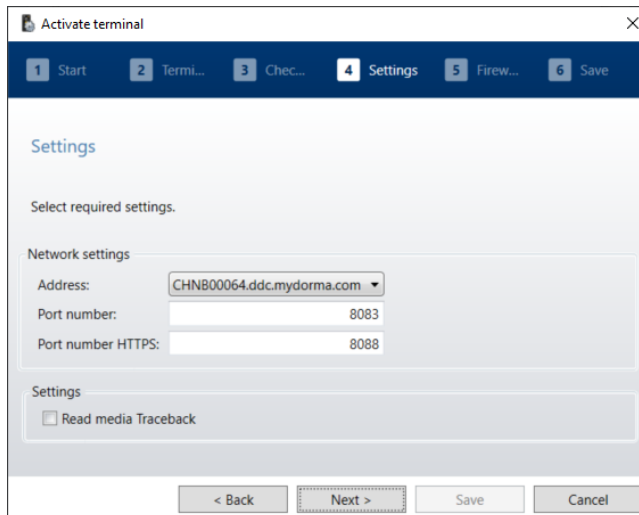 Activate terminal
1 Start 2 Termi... 3 Chec... 4 Settings 5 Firew... 6 Save
Settings
Select required settings.
Network settings
Address: CHNB00064.ddc.mydorma.com
Port number: 8083
Port number HTTPS: 8088
Settings
Read media Traceback
< Back Next > Save Cancel